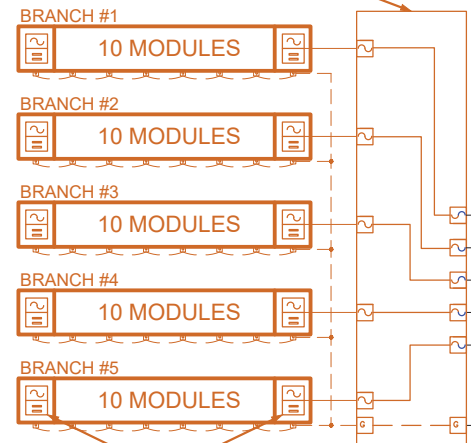 BRANCH #1
10 MODULES
BRANCH #2
10 MODULES
BRANCH #3
10 MODULES
BRANCH #4
10 MODULES
BRANCH #5
10 MODULES
G G